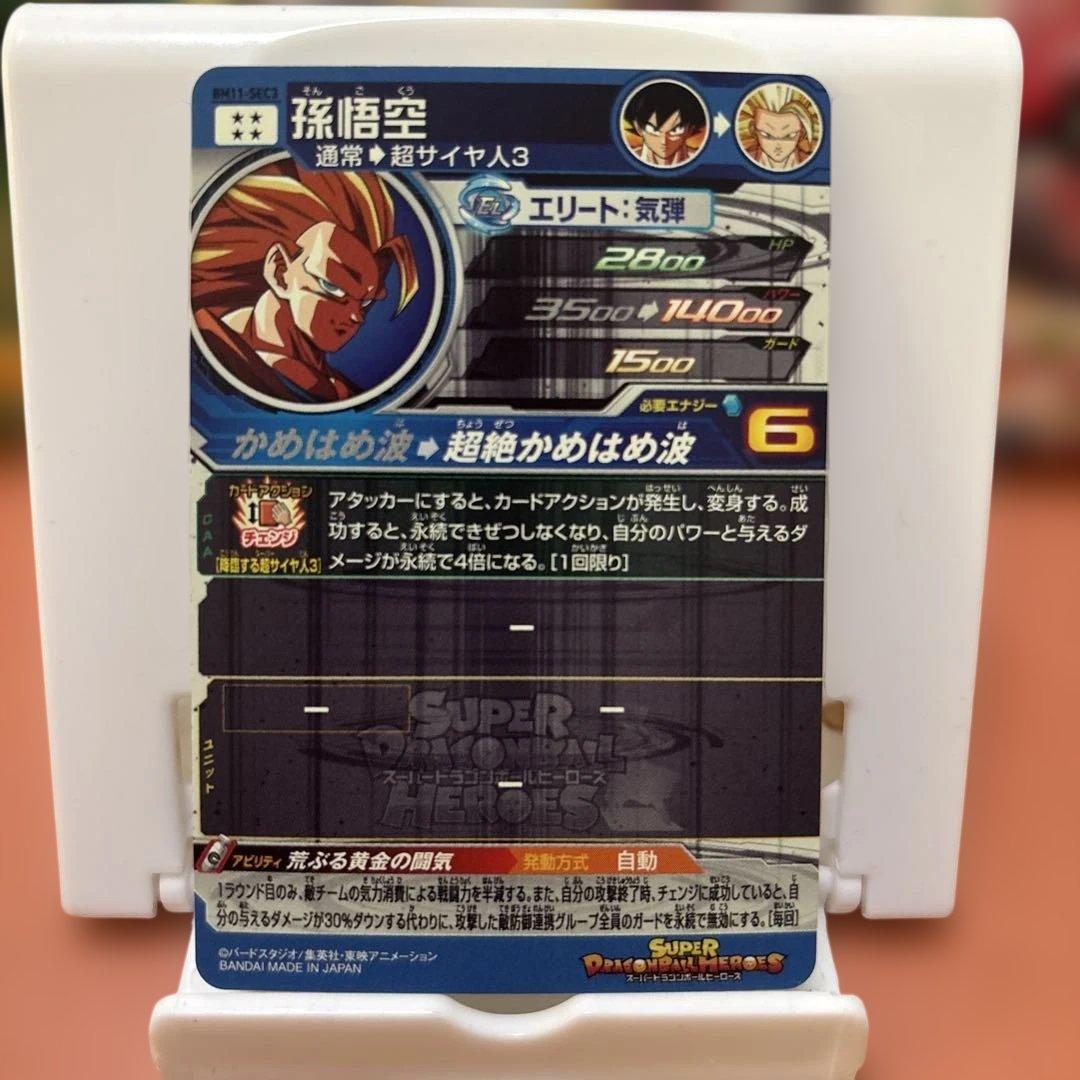 BM11-SEC3
孫悟空
そん ご くう
通常➡超サイヤ人3
エリート:気弾
HP
2800
パワー
3500➡14000
ガード
1500
必要エナジー
6
かめはめ波➡超絶かめはめ波
は ちょうぜつ は
CAA
カードアクション
チェンジ
[降臨する超サイヤ人3]
アタッカーにすると、カードアクションが発生し、変身する。成
功すると、永続できぜつしなくなり、自分のパワーと与えるダ
メージが永続で4倍になる。[1回限り]
ー
ユニット
ー ー
ー
SUPER
DRAGONBALL
スーパードラゴンボールヒーローズ
HEROES
アビリティ 荒ぶる黄金の闘気 発動方式 自動
1ラウンド目のみ、敵チームの気力消費による戦闘力を半減する。また、自分の攻撃終了時、チェンジに成功していると、自
分の与えるダメージが30%ダウンする代わりに、攻撃した敵防御連携グループ全員のガードを永続で無効にする。[毎回]
©バードスタジオ/集英社・東映アニメーション
BANDAI MADE IN JAPAN
SUPER
DRAGONBALL HEROES
スーパードラゴンボールヒーローズ